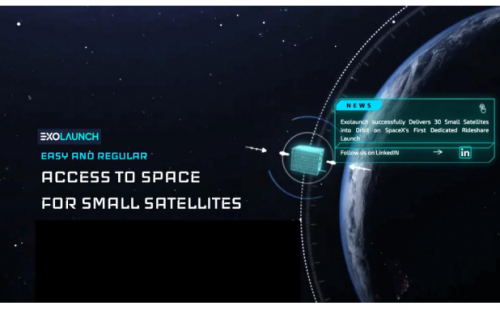 NEWS
Exolaunch successfully Delivers 30 Small Satellites
into Orbit on SpaceX's First Dedicated Rideshare
Launch
Follow us on LinkedIN → in
EXOLAUNCH
EASY AND REGULAR
ACCESS TO SPACE
FOR SMALL SATELLITES